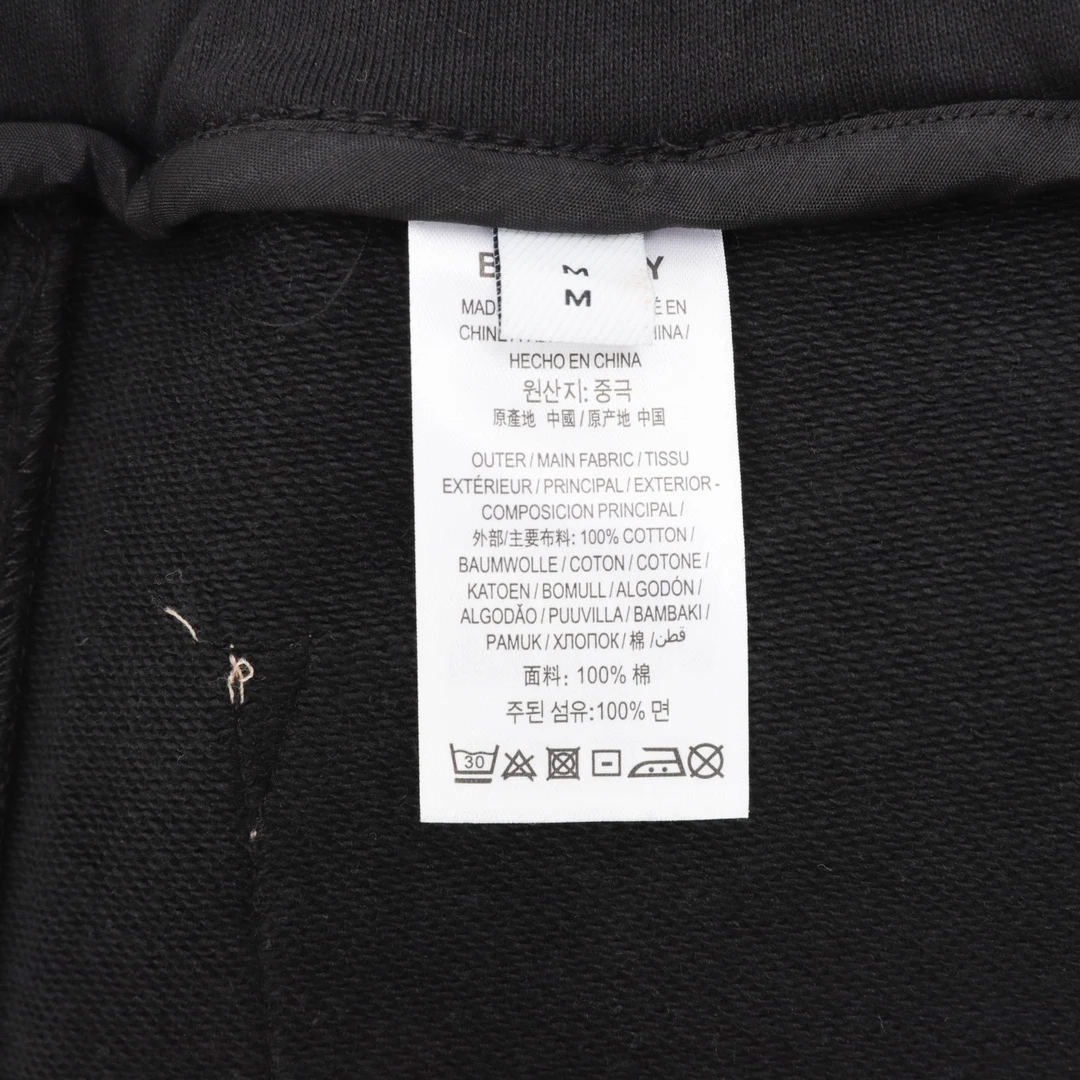 M
M
MAD ÉE EN
HECHO EN CHINA
원산지: 중국
原產地 中國 / 原产地 中国
OUTER / MAIN FABRIC / TISSU
EXTÉRIEUR / PRINCIPAL / EXTERIOR -
COMPOSICION PRINCIPAL /
外部/主要布料: 100% COTTON /
BAUMWOLLE / COTON / COTONE /
KATOEN / BOMULL / ALGODÓN /
ALGODÃO / PUUVILLA / BAMBAKI /
PAMUK / ХЛОПОК / 棉 / قطن
面料: 100% 棉
주된 섬유:100% 면
30